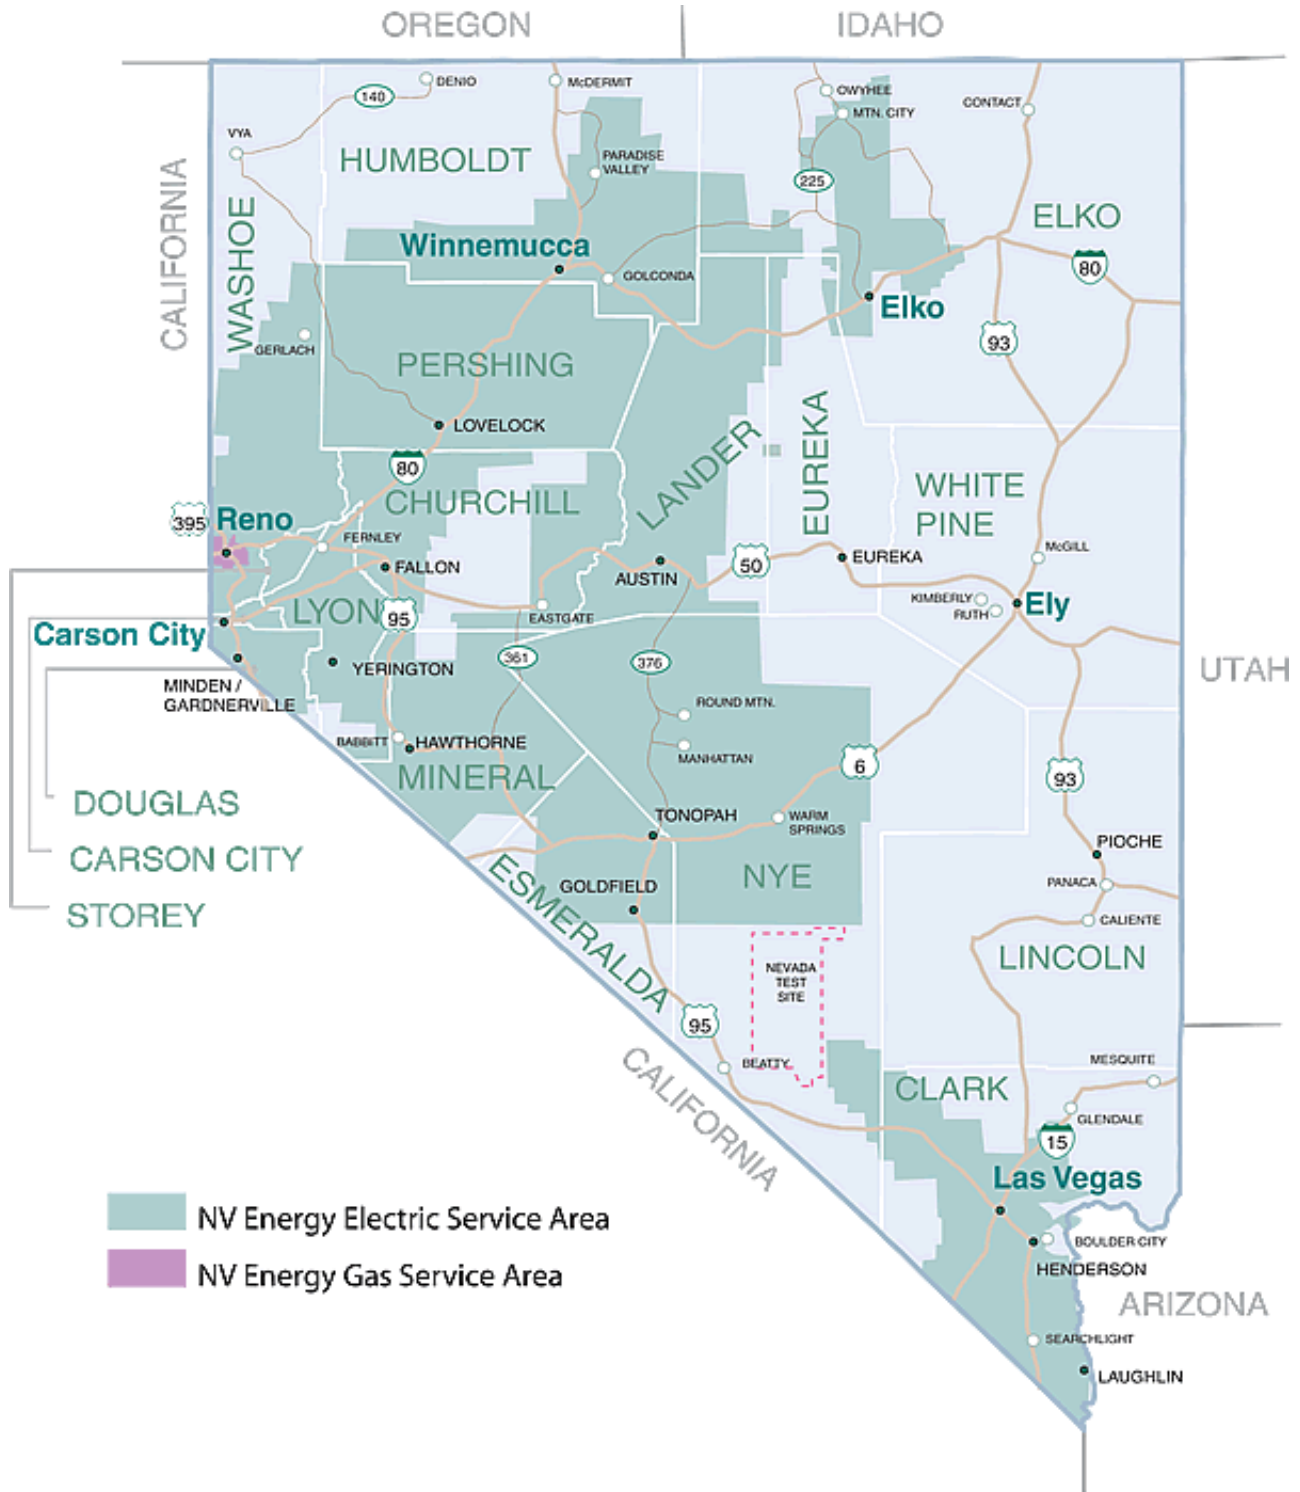 OREGON
IDAHO
DENIO
McDERMIT
OWYHEE
MTN. CITY
CONTACT
140
VYA
HUMBOLDT
PARADISE
VALLEY
225
CALIFORNIA
WASHOE
ELKO
Winnemucca
GOLCONDA
80
Elko
GERLACH
93
PERSHING
LOVELOCK
EUREKA
LANDER
80
CHURCHILL
WHITE
PINE
395
Reno
FERNLEY
FALLON
AUSTIN
50
EUREKA
McGILL
KIMBERLY
RUTH
Ely
LYON
95
EASTGATE
Carson City
361
376
YERINGTON
UTAH
MINDEN /
GARDNERVILLE
ROUND MTN.
BABBITT
HAWTHORNE
MANHATTAN
MINERAL
6
93
DOUGLAS
TONOPAH
WARM
SPRINGS
PIOCHE
CARSON CITY
ESMERALDA
GOLDFIELD
NYE
PANACA
STOREY
CALIENTE
LINCOLN
NEVADA
TEST
SITE
95
BEATTY
MESQUITE
CALIFORNIA
CLARK
GLENDALE
15
Las Vegas
NV Energy Electric Service Area
BOULDER CITY
HENDERSON
NV Energy Gas Service Area
ARIZONA
SEARCHLIGHT
LAUGHLIN